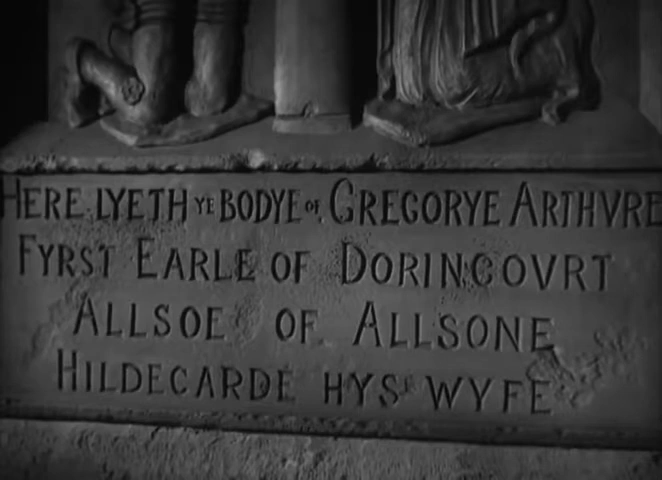 HERE LYETH YE BODYE OF GREGORYE ARTHVRE
FYRST EARLE OF DORINCOVRT
ALLSOE OF ALLSONE
HILDECARDE HYS WYFE